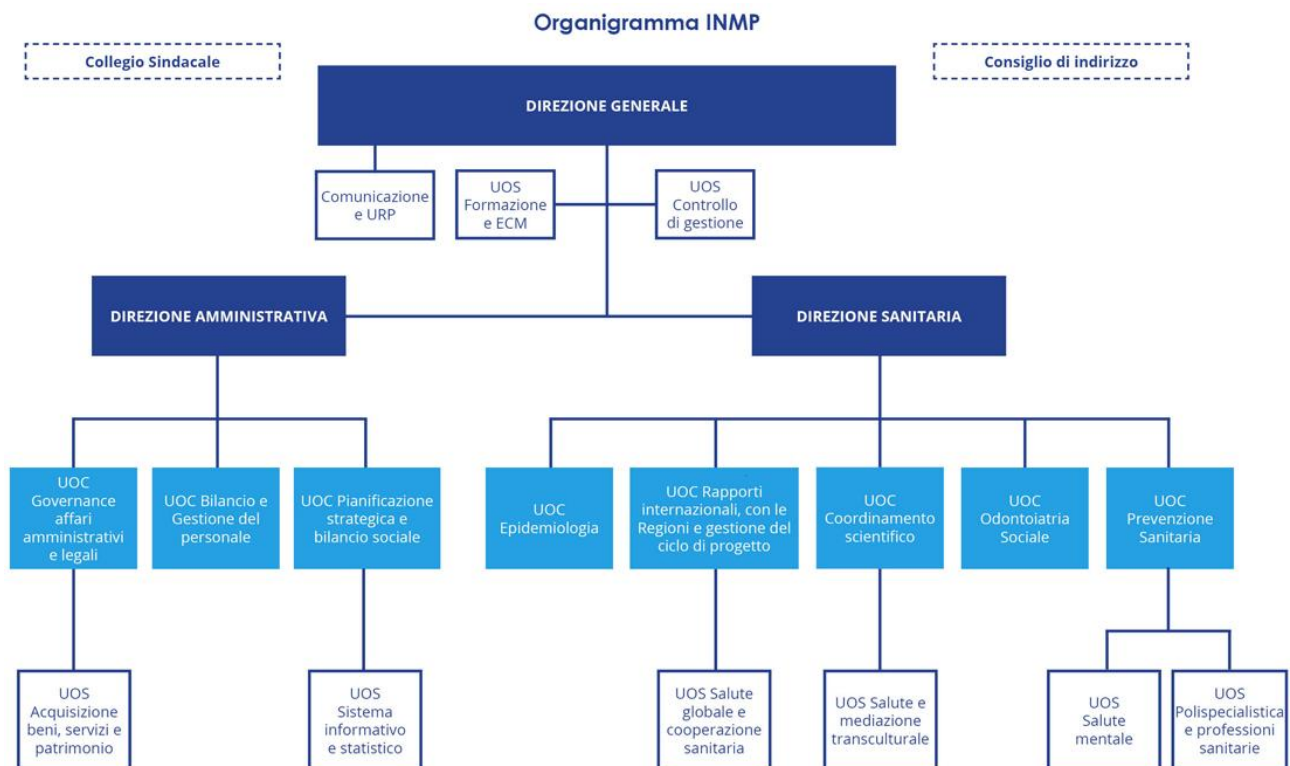 Organigramma INMP
Collegio Sindacale
Consiglio di indirizzo
DIREZIONE GENERALE
Comunicazione
e URP
UOS
Formazione
e ECM
UOS
Controllo
di gestione
DIREZIONE AMMINISTRATIVA
DIREZIONE SANITARIA
UOC
Governance
affari
amministrativi
e legali
UOC Bilancio e
Gestione del
personale
UOC Pianificazione
strategica e
bilancio sociale
UOC
Epidemiologia
UOC Rapporti
internazionali, con le
Regioni e gestione del
ciclo di progetto
UOC
Coordinamento
scientifico
UOC
Odontoiatria
Sociale
UOC
Prevenzione
Sanitaria
UOS
Acquisizione
beni, servizi e
patrimonio
UOS
Sistema
informativo
e statistico
UOS Salute
globale e
cooperazione
sanitaria
UOS Salute e
mediazione
transculturale
UOS
Salute
mentale
UOS
Polispecialistica
e professioni
sanitarie